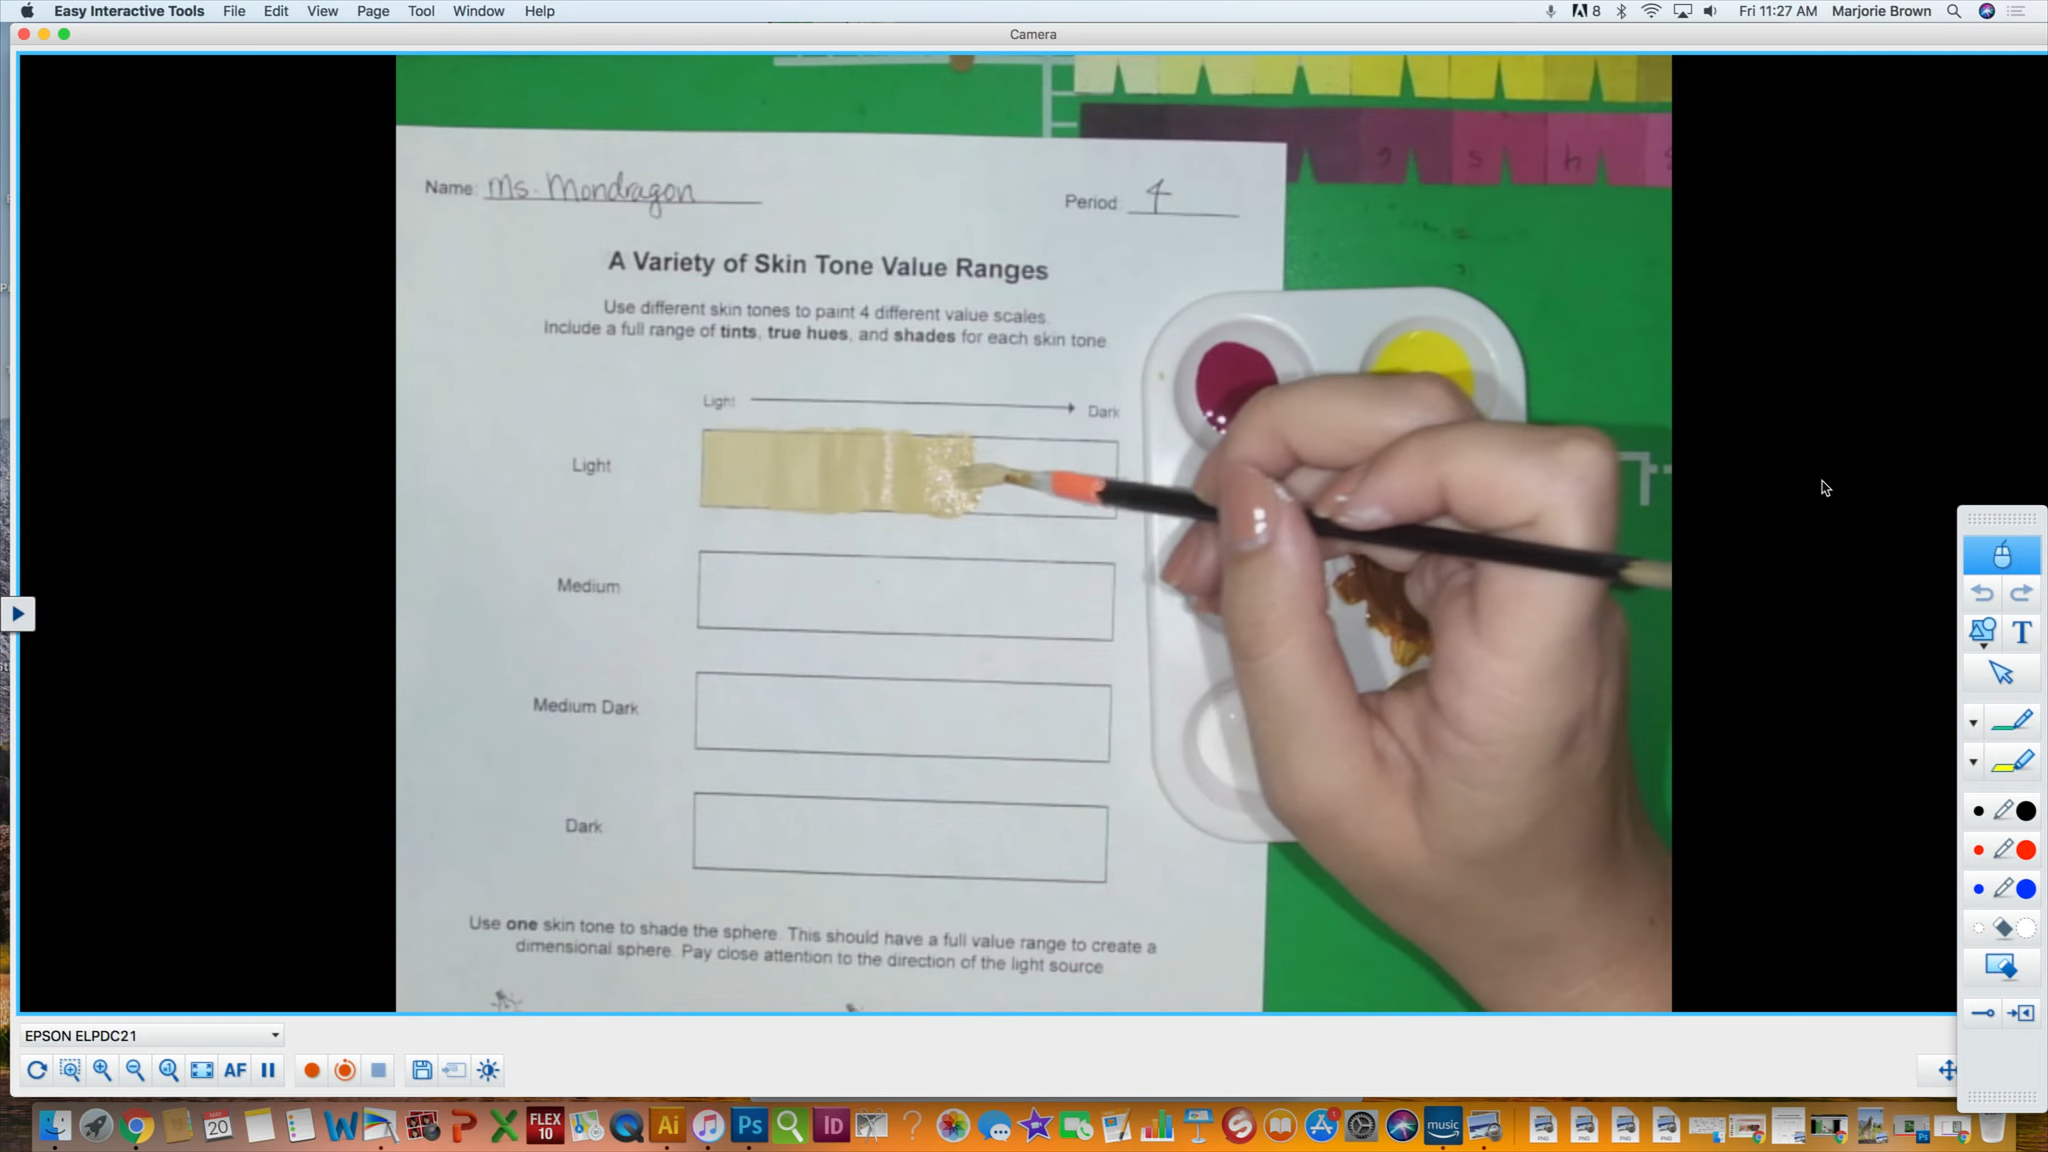 Easy Interactive Tools File Edit View Page Tool Window Help 8 Fri 11:27 AM Marjorie Brown
Camera
Name: Ms. Mondragon
Period: 4
A Variety of Skin Tone Value Ranges
Use different skin tones to paint 4 different value scales.
Include a full range of tints, true hues, and shades for each skin tone.
Light
Dark
Light
Medium
Medium Dark
Dark
Use one skin tone to shade the sphere. This should have a full value range to create a
dimensional sphere. Pay close attention to the direction of the light source
T
EPSON ELPDC21
AF
MAY
20
FLEX
10
Ai
Ps
Id
music